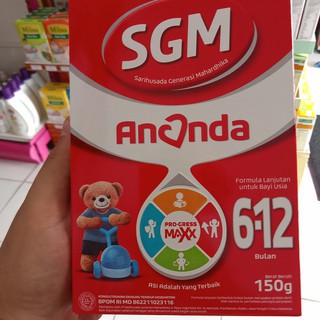 SGM
Sarihusada Generasi Mahardhika
Ananda
Formula Lanjutan
untuk Bayi Usia
6-12
Bulan
PRO-GRESS
MAXX
Asi Adalah Yang Terbaik
Berat Bersih
150g
BPOM RI MD 862211023116
Milna